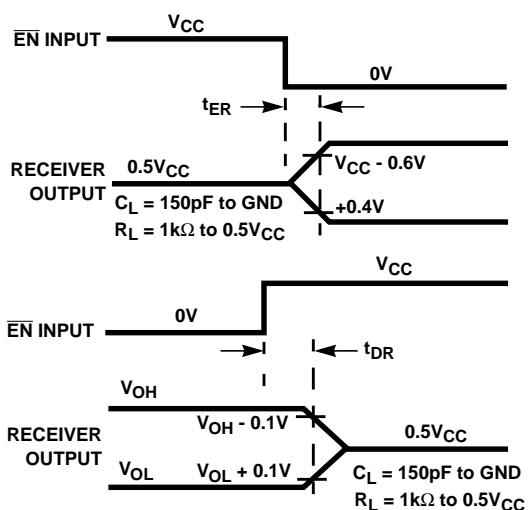 V_CC
E̅N̅ INPUT
0V
t_ER
RECEIVER
OUTPUT
0.5V_CC
V_CC - 0.6V
C_L = 150pF to GND
+0.4V
R_L = 1kΩ to 0.5V_CC
V_CC
0V
E̅N̅ INPUT
t_DR
V_OH
V_OH - 0.1V
RECEIVER
OUTPUT
0.5V_CC
V_OL
V_OL + 0.1V
C_L = 150pF to GND
R_L = 1kΩ to 0.5V_CC